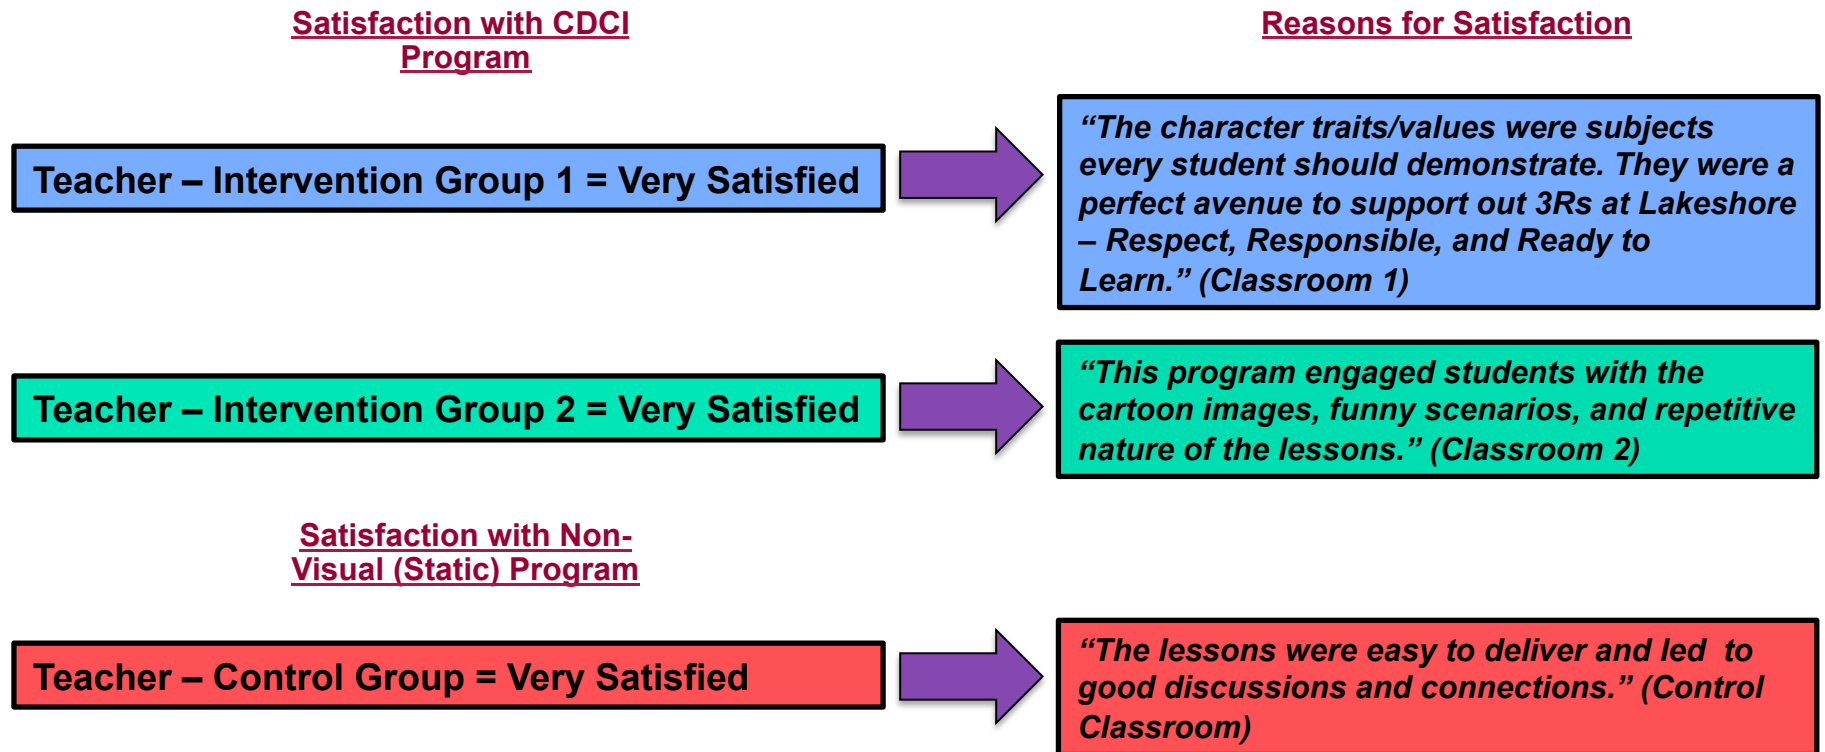 Satisfaction with CDCI
Program
Reasons for Satisfaction
Teacher – Intervention Group 1 = Very Satisfied
“The character traits/values were subjects
every student should demonstrate. They were a
perfect avenue to support out 3Rs at Lakeshore
– Respect, Responsible, and Ready to
Learn.” (Classroom 1)
Teacher – Intervention Group 2 = Very Satisfied
“This program engaged students with the
cartoon images, funny scenarios, and repetitive
nature of the lessons.” (Classroom 2)
Satisfaction with Non-
Visual (Static) Program
Teacher – Control Group = Very Satisfied
“The lessons were easy to deliver and led  to
good discussions and connections.” (Control
Classroom)